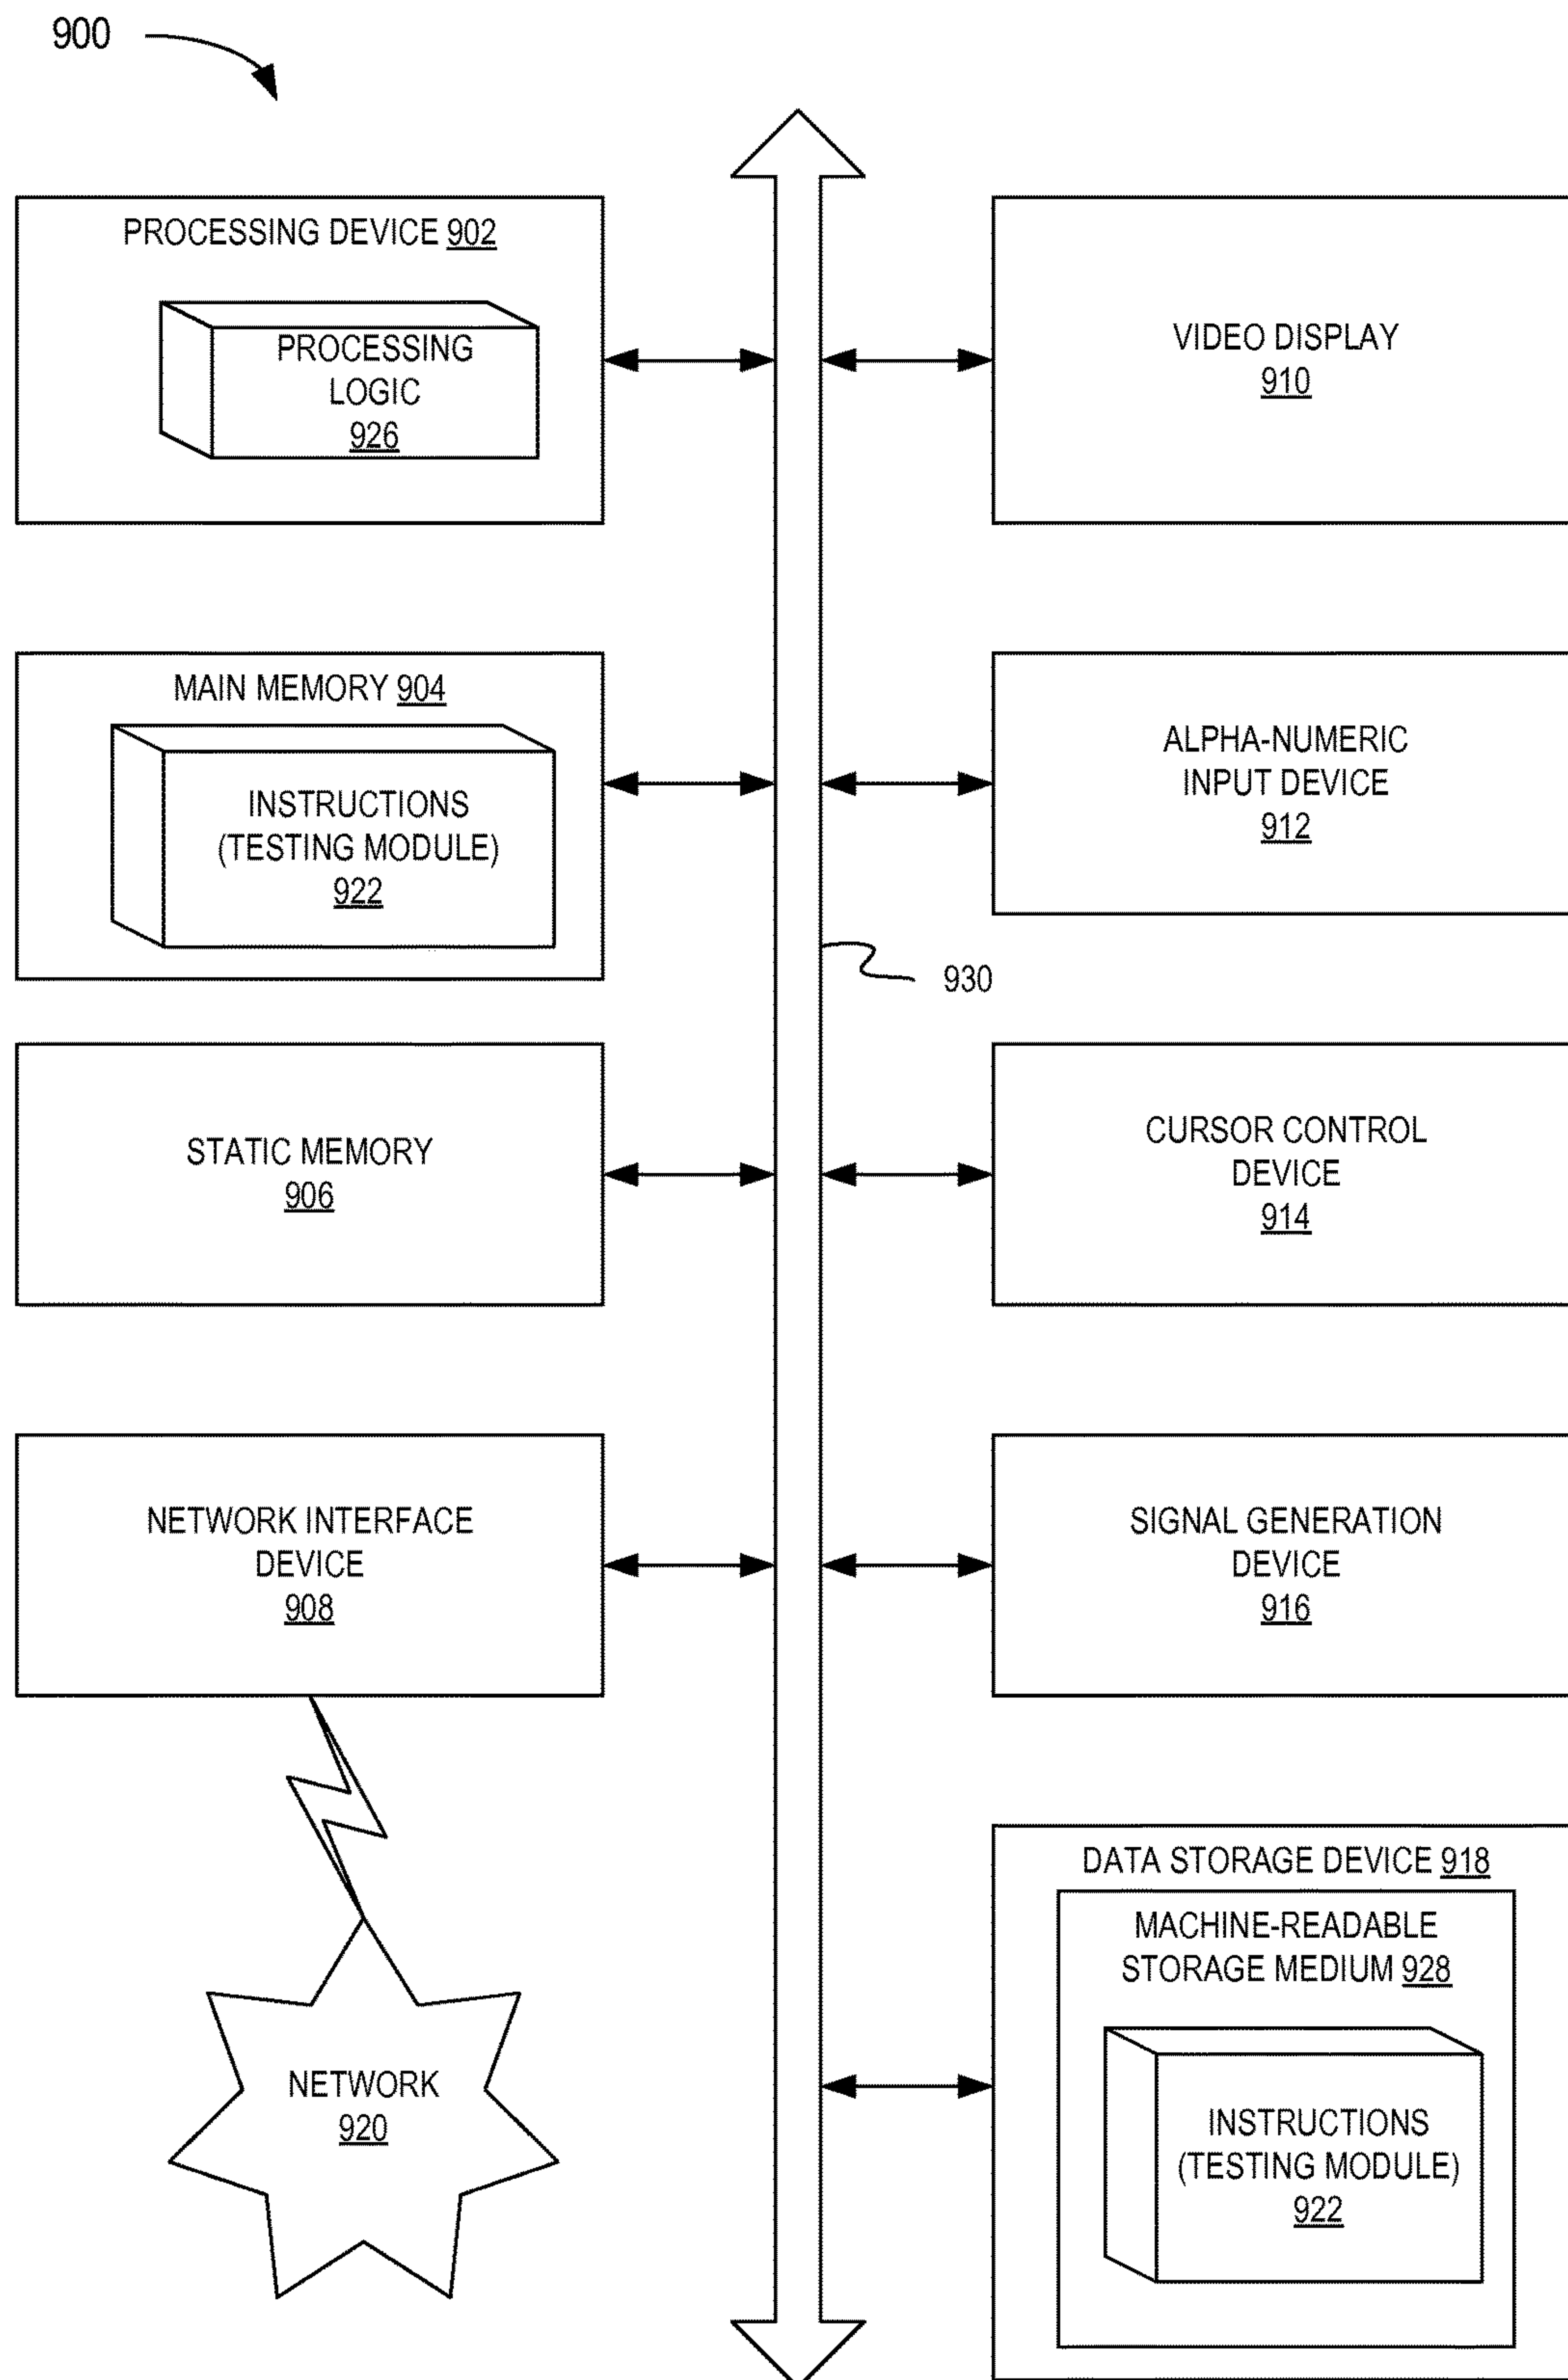 900
PROCESSING DEVICE 902
PROCESSING
LOGIC
926
MAIN MEMORY 904
INSTRUCTIONS
(TESTING MODULE)
922
STATIC MEMORY
906
NETWORK INTERFACE
DEVICE
908
NETWORK
920
930
VIDEO DISPLAY
910
ALPHA-NUMERIC
INPUT DEVICE
912
CURSOR CONTROL
DEVICE
914
SIGNAL GENERATION
DEVICE
916
DATA STORAGE DEVICE 918
MACHINE-READABLE
STORAGE MEDIUM 928
INSTRUCTIONS
(TESTING MODULE)
922